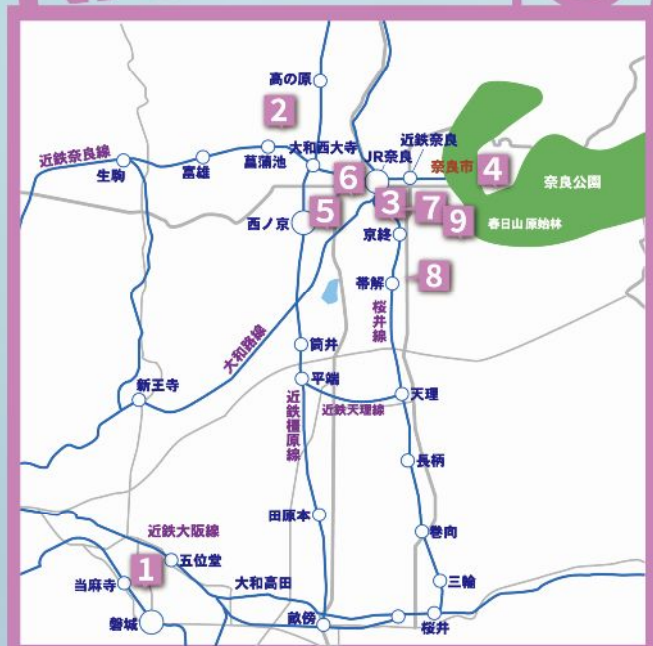 高の原
2
近鉄奈良
大和西大寺
JR奈良
近鉄奈良線
生駒
富雄
菖蒲池
6
奈良市
4
奈良公園
西ノ京
5
3
7
9
春日山 原始林
京終
8
帯解
桜井線
大和路線
筒井
平端
新王寺
近鉄天理線
天理
近鉄橿原線
長柄
田原本
巻向
近鉄大阪線
五位堂
1
当麻寺
大和高田
三輪
磐城
畝傍
桜井